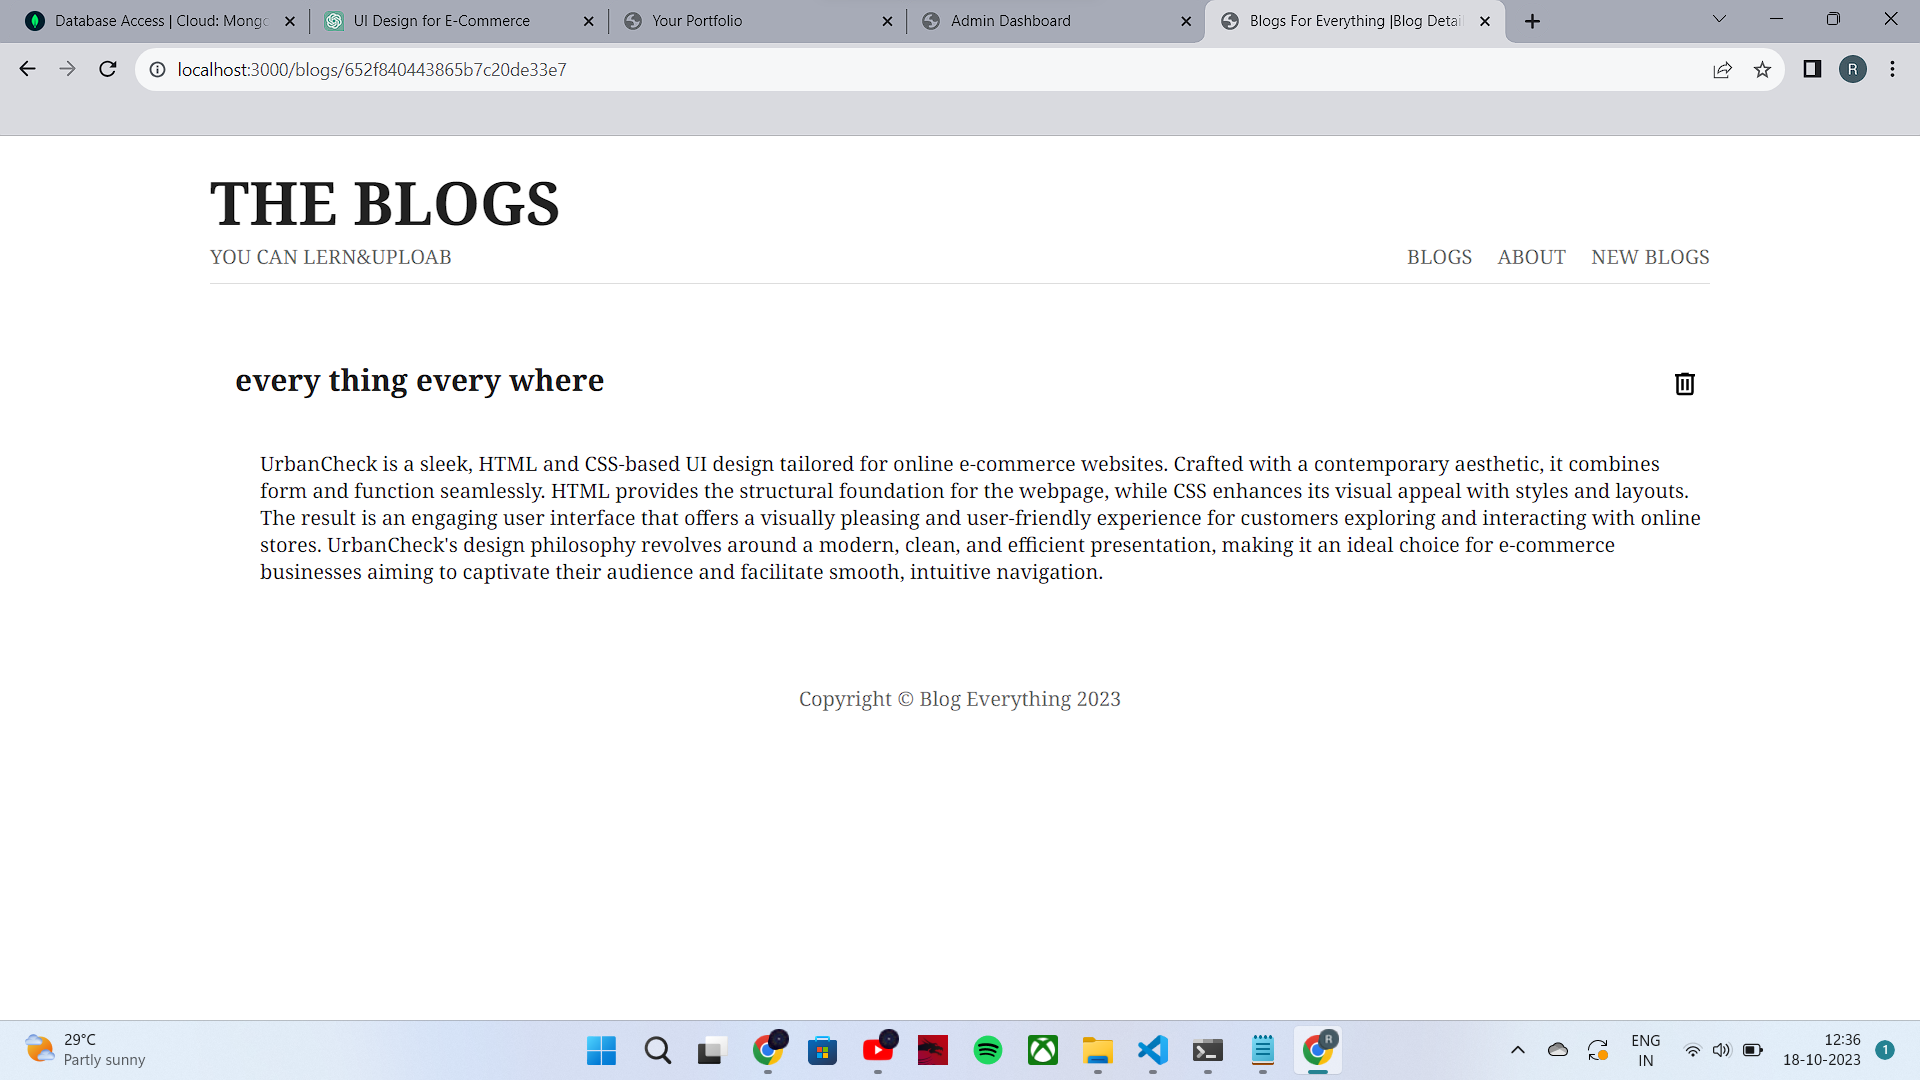 Database Access | Cloud: Mongo
UI Design for E-Commerce
Your Portfolio
Admin Dashboard
Blogs For Everything |Blog Detail
localhost:3000/blogs/652f840443865b7c20de33e7
R
THE BLOGS
YOU CAN LERN&UPLOAB
BLOGS ABOUT NEW BLOGS
every thing every where
UrbanCheck is a sleek, HTML and CSS-based UI design tailored for online e-commerce websites. Crafted with a contemporary aesthetic, it combines
form and function seamlessly. HTML provides the structural foundation for the webpage, while CSS enhances its visual appeal with styles and layouts.
The result is an engaging user interface that offers a visually pleasing and user-friendly experience for customers exploring and interacting with online
stores. UrbanCheck's design philosophy revolves around a modern, clean, and efficient presentation, making it an ideal choice for e-commerce
businesses aiming to captivate their audience and facilitate smooth, intuitive navigation.
Copyright © Blog Everything 2023
29°C
Partly sunny
R
ENG
IN
12:36
18-10-2023
1